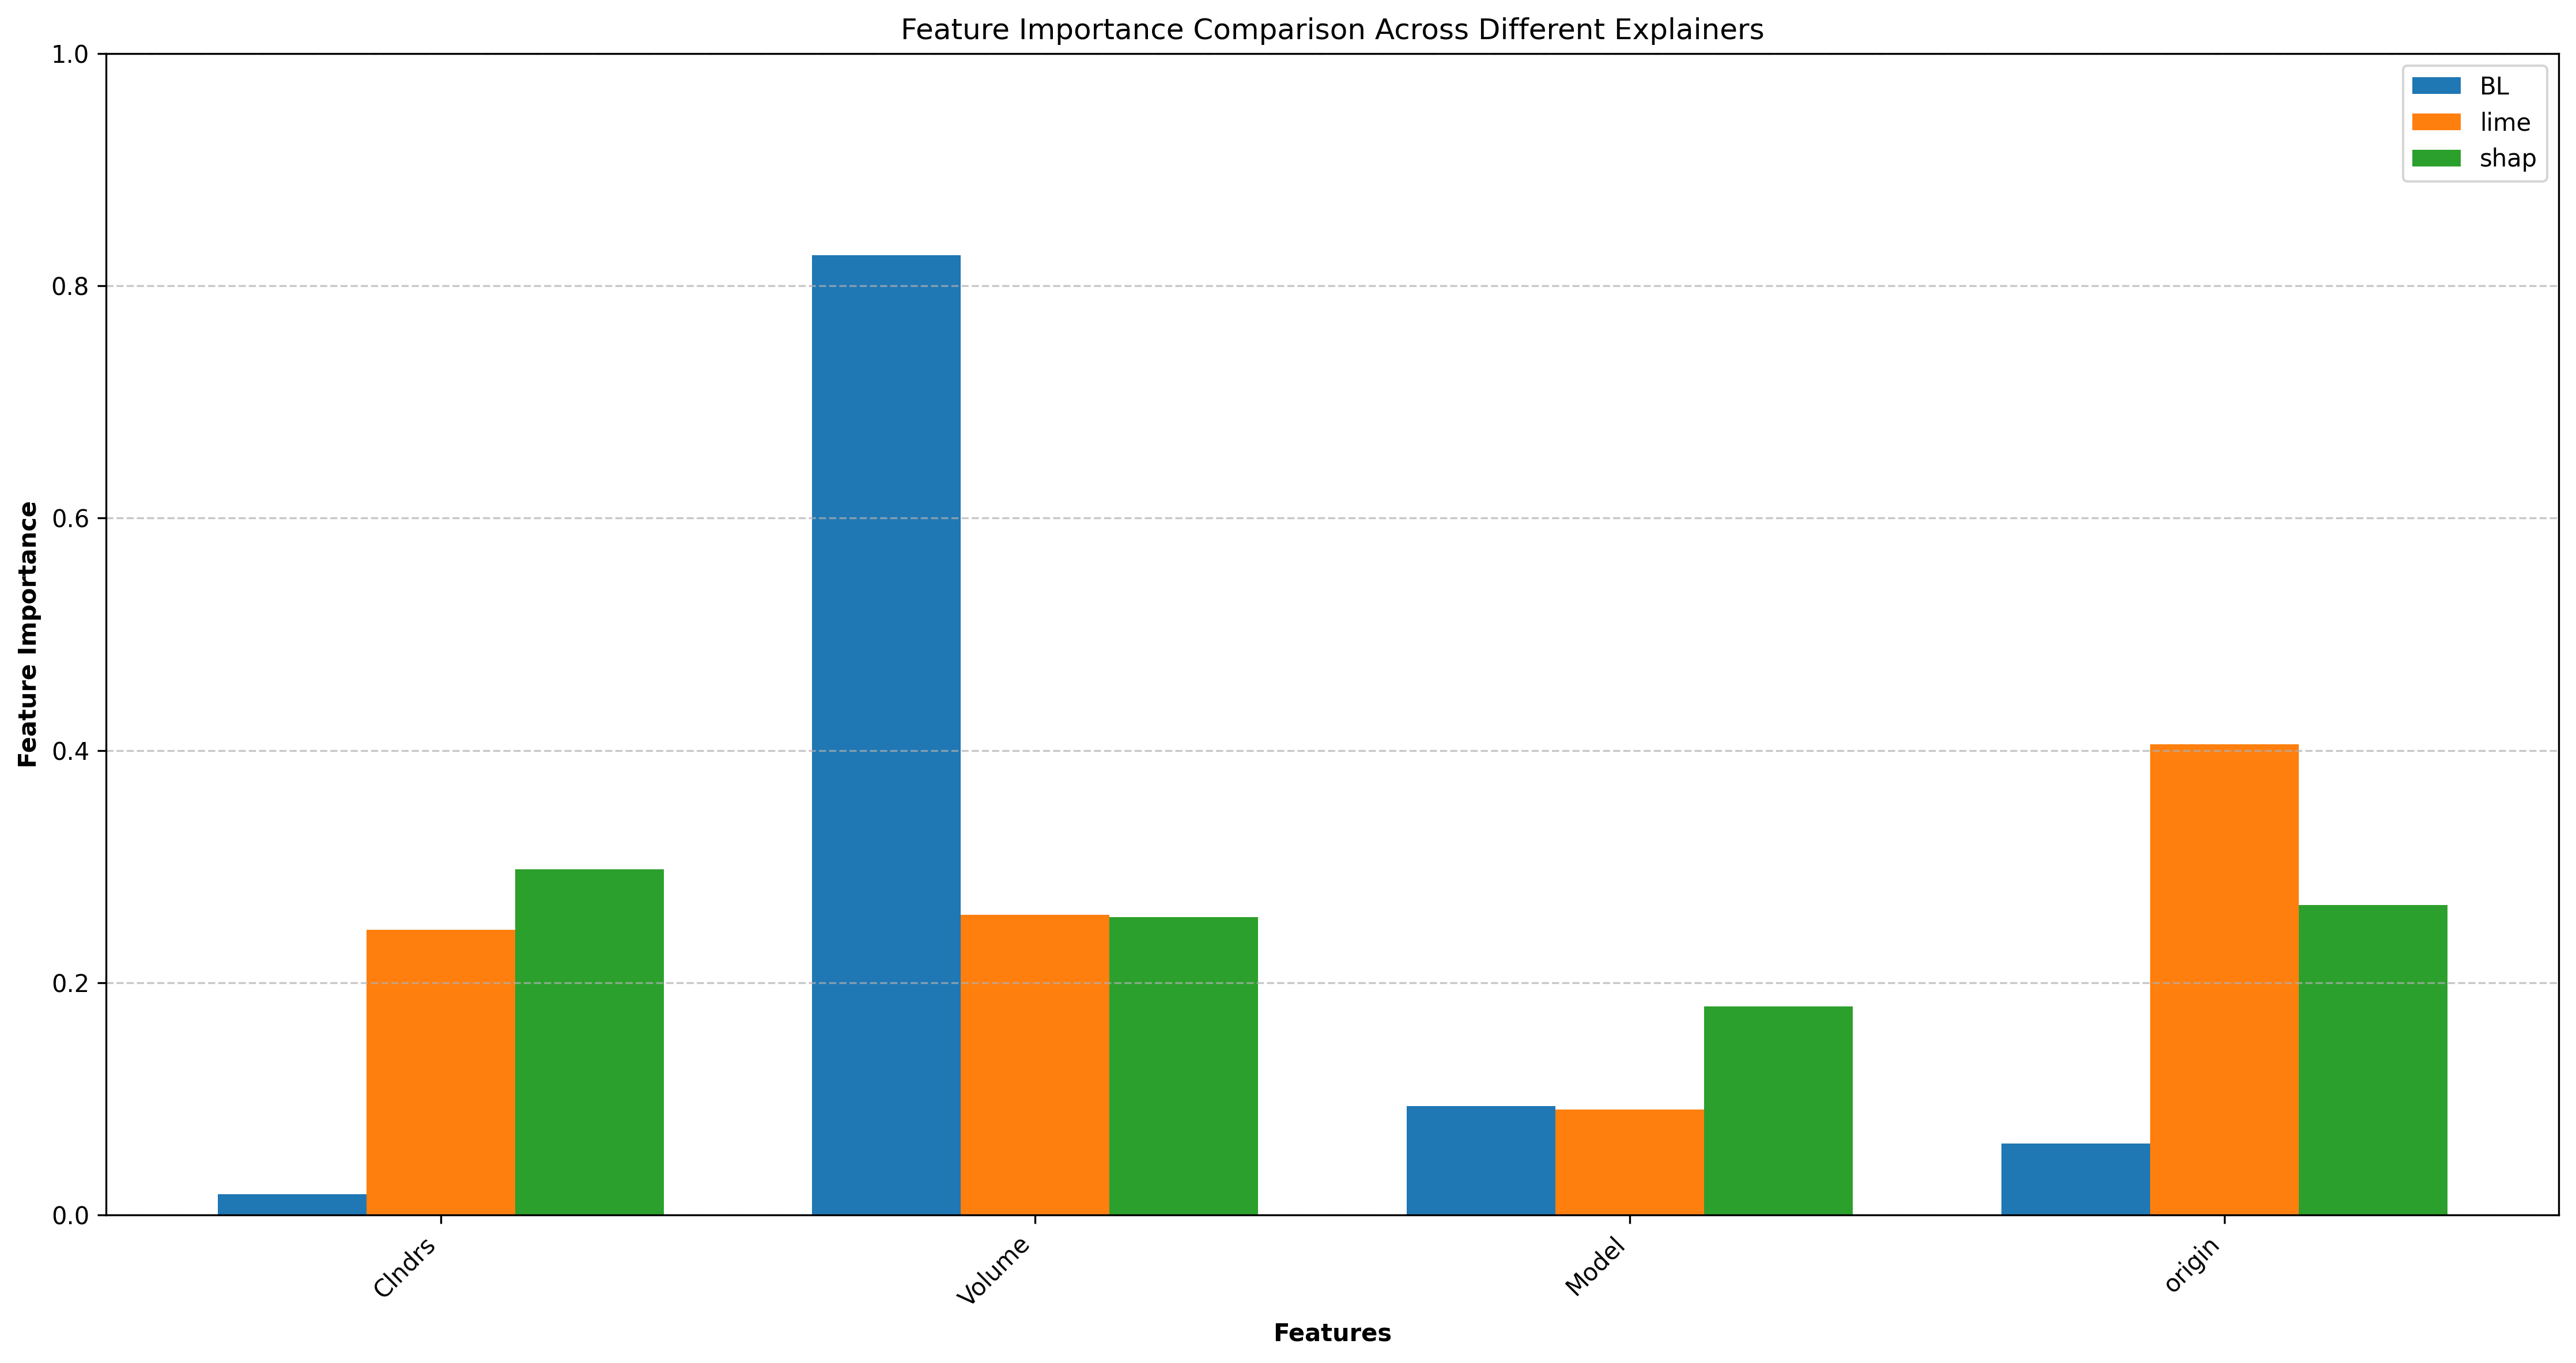 Feature Importance Comparison Across Different Explainers
1.0
0.8
0.6
0.4
0.2
0.0
Feature Importance
BL
lime
shap
Clndrs
Volume
Model
origin
Features